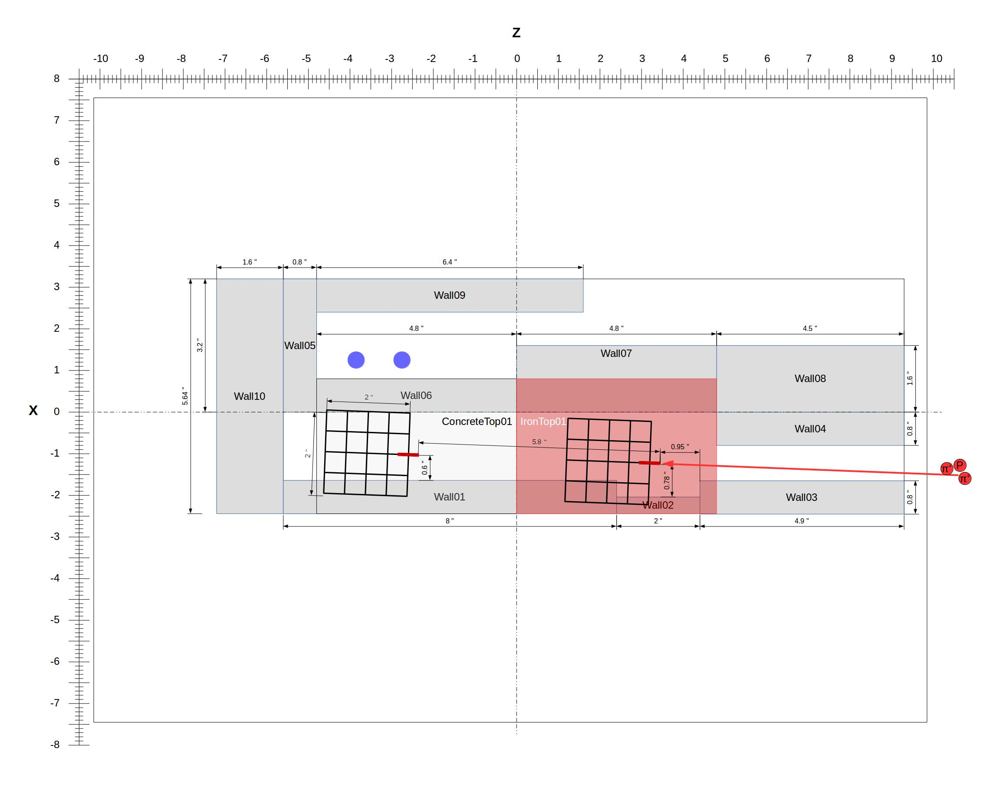 Z
-10 -9 -8 -7 -6 -5 -4 -3 -2 -1 0 1 2 3 4 5 6 7 8 9 10
8
7
6
5
4
1.6 " 0.8 " 6.4 "
3
Wall09
2
4.8 " 4.8 " 4.5 "
3.2 "
Wall05
Wall07
1
1.6 "
Wall08
5.64 "
Wall10
2 "
Wall06
X
0
ConcreteTop01
IronTop01
Wall04
0.8 "
5.8 "
0.95 "
-1
2 "
0.6 "
0.78 "
π+
P
π+
-2
Wall01
Wall02
Wall03
0.8 "
8 " 2 " 4.9 "
-3
-4
-5
-6
-7
-8